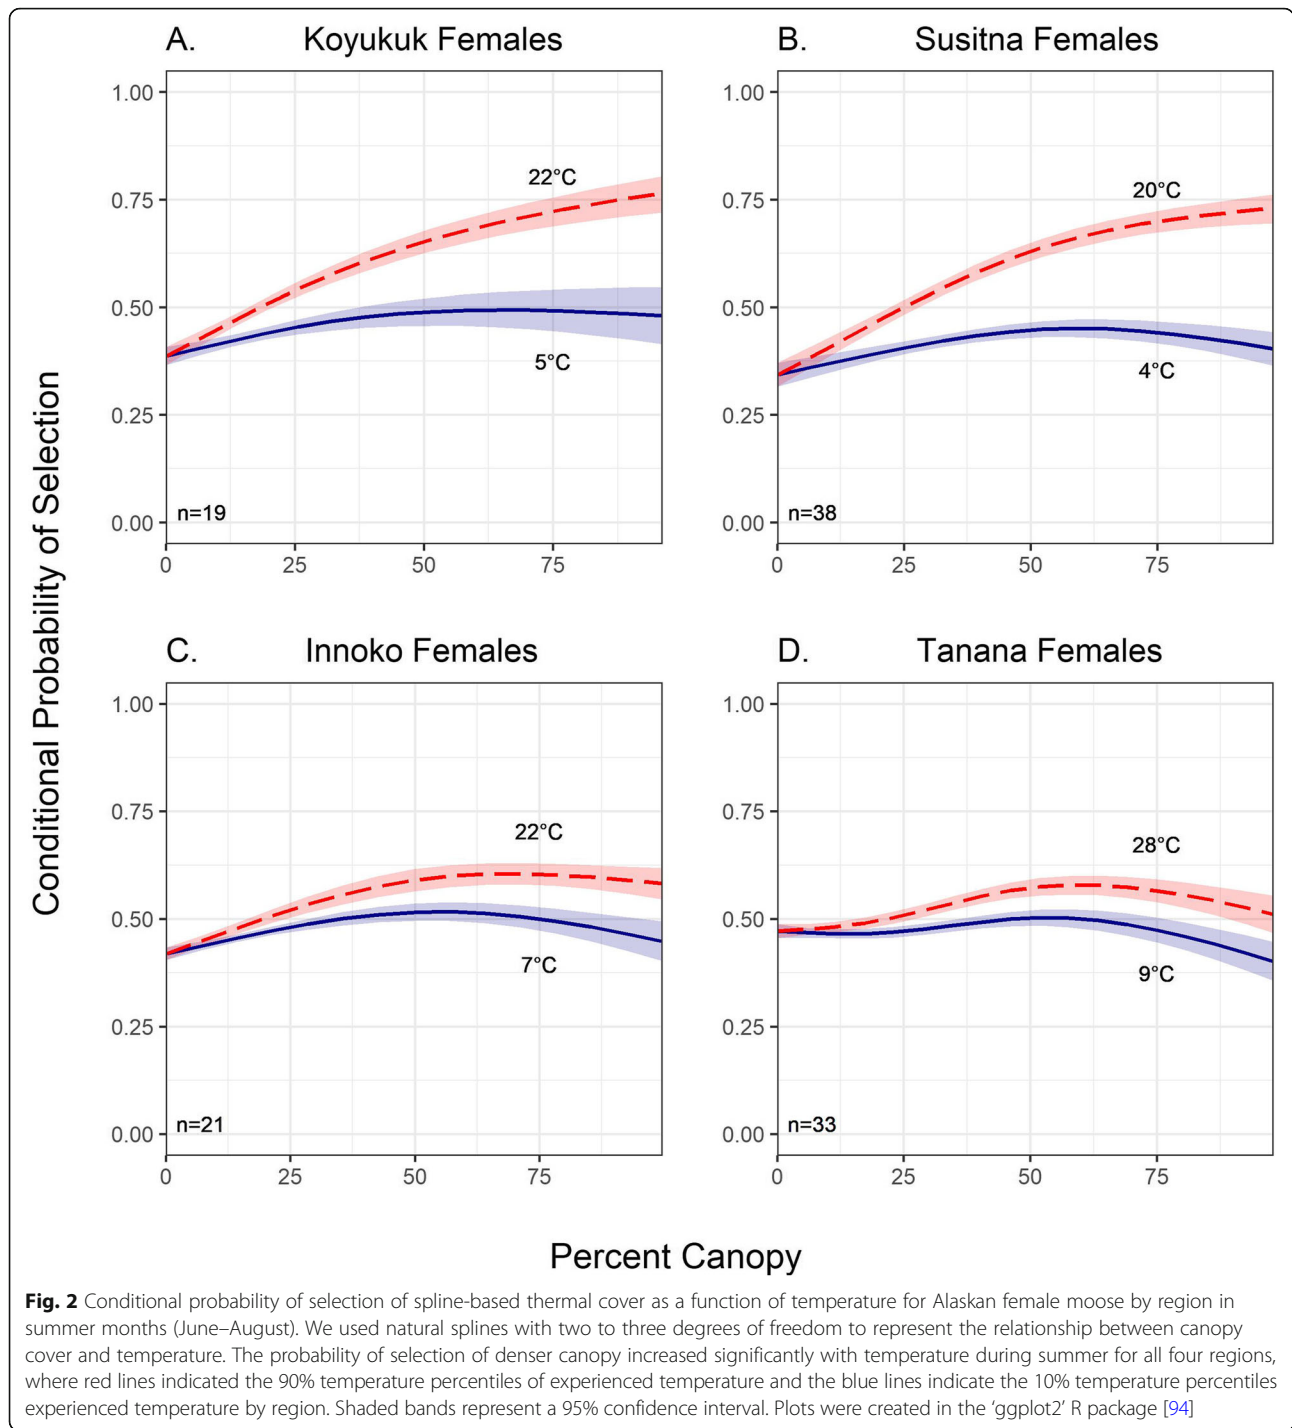 A. Koyukuk Females
B. Susitna Females
1.00
0.75
0.50
0.25
0.00
22°C
5°C
n=19
0
25
50
75
1.00
0.75
0.50
0.25
0.00
20°C
4°C
n=38
0
25
50
75
Conditional Probability of Selection
C. Innoko Females
D. Tanana Females
1.00
0.75
0.50
0.25
0.00
22°C
7°C
n=21
0
25
50
75
1.00
0.75
0.50
0.25
0.00
28°C
9°C
n=33
0
25
50
75
Percent Canopy
Fig. 2 Conditional probability of selection of spline-based thermal cover as a function of temperature for Alaskan female moose by region in
summer months (June–August). We used natural splines with two to three degrees of freedom to represent the relationship between canopy
cover and temperature. The probability of selection of denser canopy increased significantly with temperature during summer for all four regions,
where red lines indicated the 90% temperature percentiles of experienced temperature and the blue lines indicate the 10% temperature percentiles
experienced temperature by region. Shaded bands represent a 95% confidence interval. Plots were created in the ‘ggplot2’ R package [94]